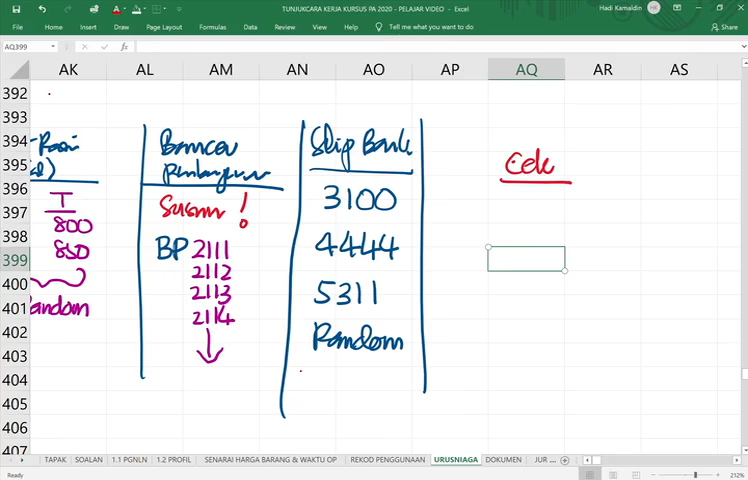 TUNJUKCARA KERJA KURSUS PA 2020 - PELAJAR VIDEO - Excel
Hadi Kamaldin HK
File Home Insert Draw Page Layout Formulas Data Review View Help Tell me what you want to do Share
AQ399 fx
AK AL AM AN AO AP AQ AR AS
392
393
394
395
396
397
398
399
400
401
402
403
404
405
406
407
T
800
850
Random
Susun !
BP 2111
2112
2113
2114
Slip Bank
3100
4444
5311
Random
Cek
TAPAK SOALAN 1.1 PGNLN 1.2 PROFIL SENARAI HARGA BARANG & WAKTU OP REKOD PENGGUNAAN URUSNIAGA DOKUMEN JUR ...
Ready 212%